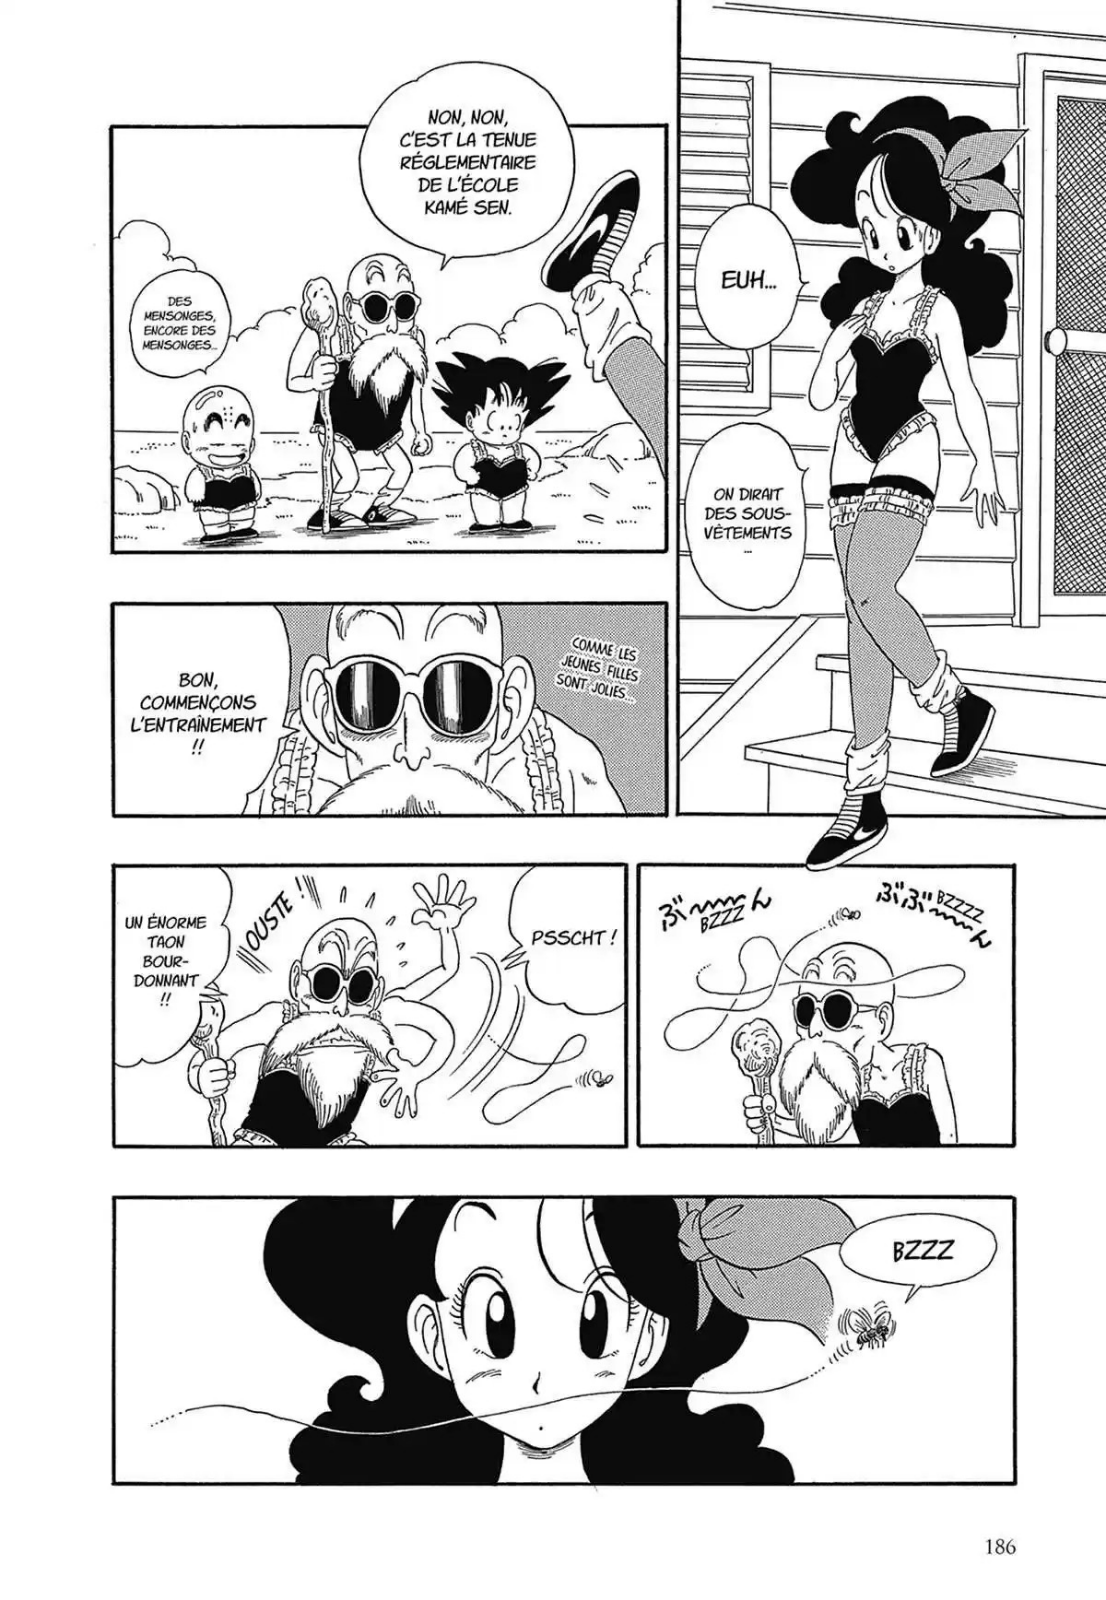 EUH...
ON DIRAIT
DES SOUS-
VÊTEMENTS
...
NON, NON,
C'EST LA TENUE
RÉGLEMENTAIRE
DE L'ÉCOLE
KAMÉ SEN.
DES
MENSONGES,
ENCORE DES
MENSONGES...
COMME LES
JEUNES FILLES
SONT JOLIES...
BON,
COMMENÇONS
L'ENTRAÎNEMENT
!!
ぶぶ〜〜ん
BZZZZ
ぶ〜〜〜ん
BZZZ
PSSCHT !
OUSTE !
UN ÉNORME
TAON
BOUR-
DONNANT
!!
BZZZ
186